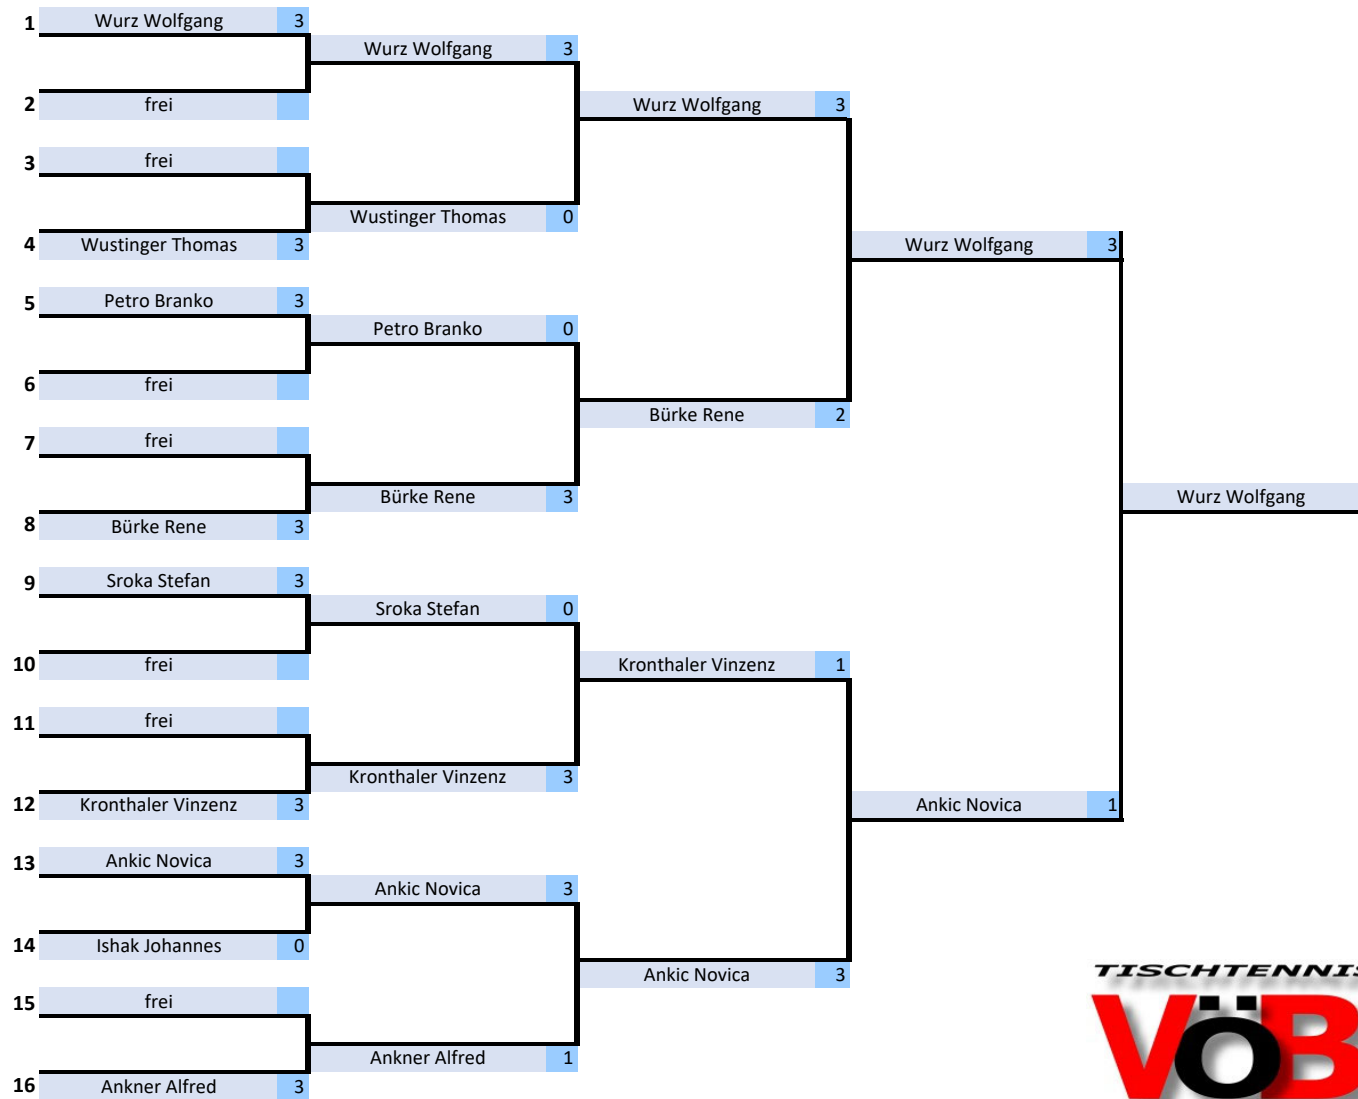 1 Wurz Wolfgang 3
Wurz Wolfgang 3
2 frei
Wurz Wolfgang 3
3 frei
Wustinger Thomas 0
4 Wustinger Thomas 3
Wurz Wolfgang 3
5 Petro Branko 3
Petro Branko 0
6 frei
Bürke Rene 2
7 frei
Bürke Rene 3
Wurz Wolfgang
8 Bürke Rene 3
9 Sroka Stefan 3
Sroka Stefan 0
10 frei
Kronthaler Vinzenz 1
11 frei
Kronthaler Vinzenz 3
12 Kronthaler Vinzenz 3
Ankic Novica 1
13 Ankic Novica 3
Ankic Novica 3
14 Ishak Johannes 0
Ankic Novica 3
15 frei
Ankner Alfred 1
16 Ankner Alfred 3
TISCHTENNIS
VÖB